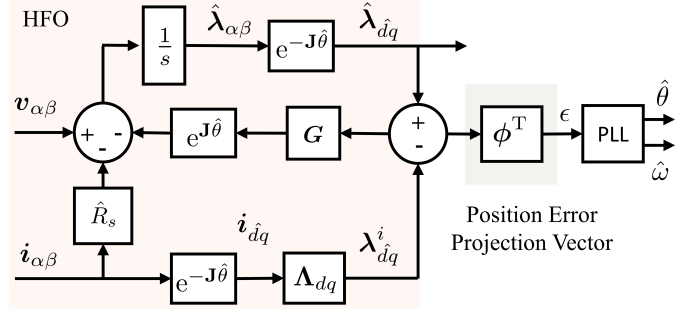 HFO
1/s
λ̂_αβ
e^−Jθ̂
λ̂_d̂q
v_αβ
+ - -
e^Jθ̂
G
+ -
ϕ^T
ϵ
PLL
θ̂
ω̂
R̂_s
Position Error
Projection Vector
i_αβ
i_d̂q
e^−Jθ̂
Λ_dq
λ^i_d̂q